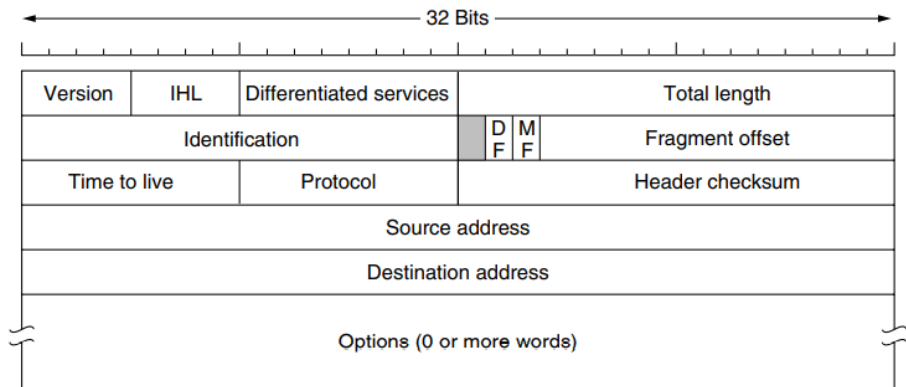 32 Bits
Version IHL Differentiated services Total length
Identification D F M F Fragment offset
Time to live Protocol Header checksum
Source address
Destination address
Options (0 or more words)